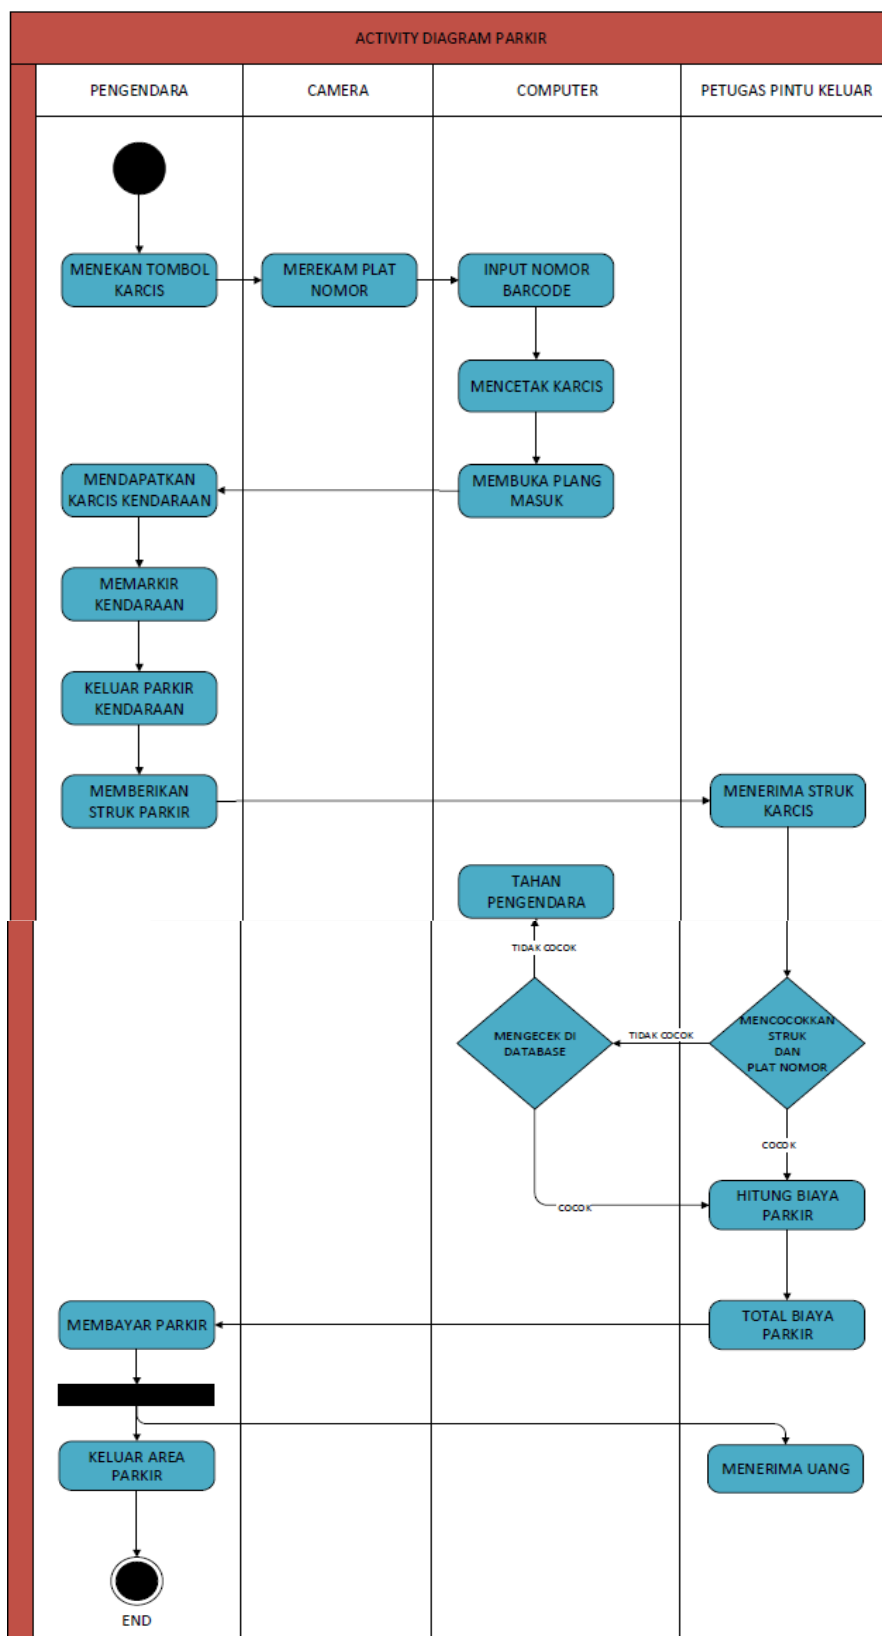 ACTIVITY DIAGRAM PARKIR
PENGENDARA
CAMERA
COMPUTER
PETUGAS PINTU KELUAR
MENEKAN TOMBOL
KARCIS
MEREKAM PLAT
NOMOR
INPUT NOMOR
BARCODE
MENCETAK KARCIS
MEMBUKA PLANG
MASUK
MENDAPATKAN
KARCIS KENDARAAN
MEMARKIR
KENDARAAN
KELUAR PARKIR
KENDARAAN
MEMBERIKAN
STRUK PARKIR
MENERIMA STRUK
KARCIS
TAHAN
PENGENDARA
TIDAK COCOK
MENGECEK DI
DATABASE
TIDAK COCOK
MENCOCOKKAN
STRUK
DAN
PLAT NOMOR
COCOK
COCOK
HITUNG BIAYA
PARKIR
TOTAL BIAYA
PARKIR
MEMBAYAR PARKIR
KELUAR AREA
PARKIR
MENERIMA UANG
END